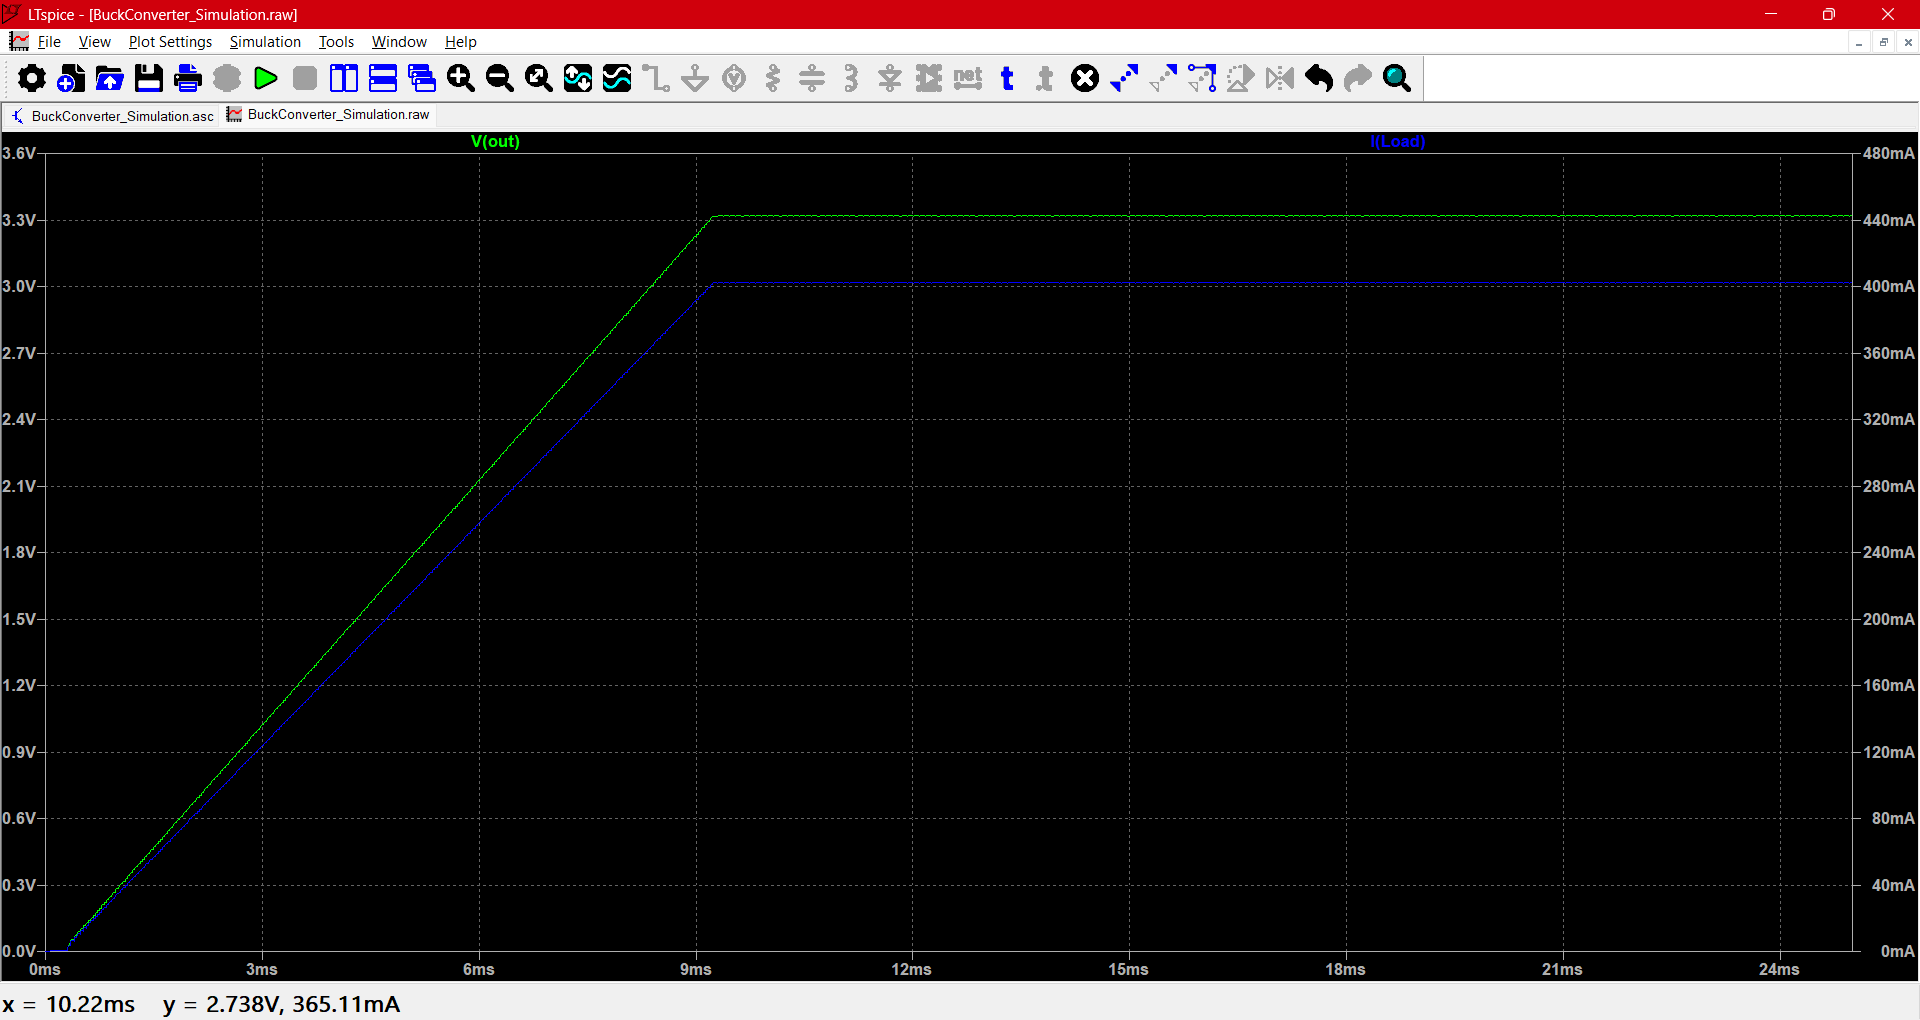 LTspice - [BuckConverter_Simulation.raw]
File View Plot Settings Simulation Tools Window Help
net t .t
BuckConverter_Simulation.asc BuckConverter_Simulation.raw
V(out) I(Load)
3.6V 480mA
3.3V 440mA
3.0V 400mA
2.7V 360mA
2.4V 320mA
2.1V 280mA
1.8V 240mA
1.5V 200mA
1.2V 160mA
0.9V 120mA
0.6V 80mA
0.3V 40mA
0.0V 0mA
0ms 3ms 6ms 9ms 12ms 15ms 18ms 21ms 24ms
x = 10.22ms y = 2.738V, 365.11mA